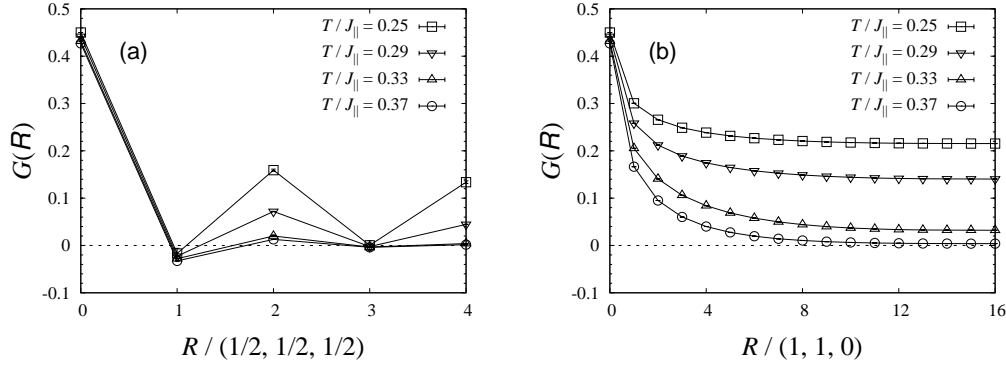 (a)
T / J|| = 0.25
T / J|| = 0.29
T / J|| = 0.33
T / J|| = 0.37
0.5
0.4
0.3
0.2
0.1
0
-0.1
G(R)
0 1 2 3 4
R / (1/2, 1/2, 1/2)
(b)
T / J|| = 0.25
T / J|| = 0.29
T / J|| = 0.33
T / J|| = 0.37
0.5
0.4
0.3
0.2
0.1
0
-0.1
G(R)
0 4 8 12 16
R / (1, 1, 0)